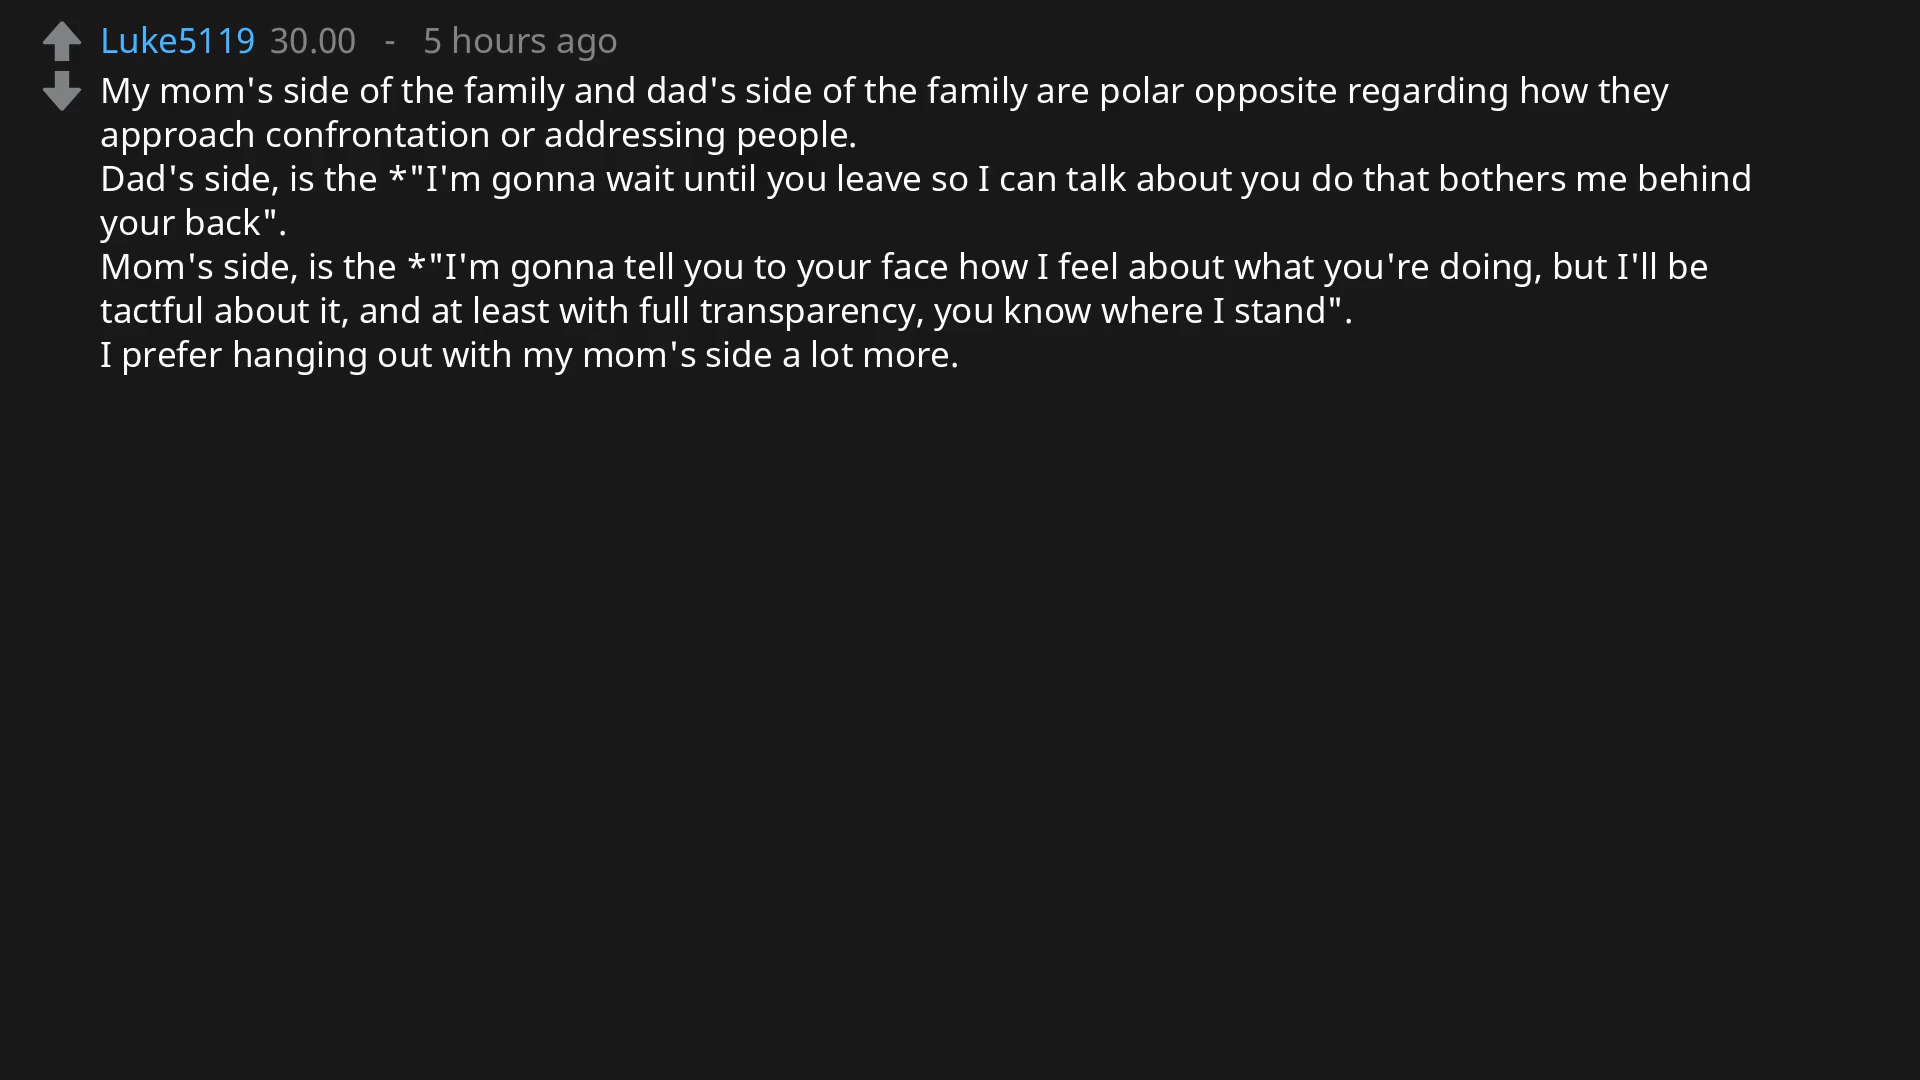 Luke5119 30.00 - 5 hours ago
My mom's side of the family and dad's side of the family are polar opposite regarding how they
approach confrontation or addressing people.
Dad's side, is the *"I'm gonna wait until you leave so I can talk about you do that bothers me behind
your back".
Mom's side, is the *"I'm gonna tell you to your face how I feel about what you're doing, but I'll be
tactful about it, and at least with full transparency, you know where I stand".
I prefer hanging out with my mom's side a lot more.